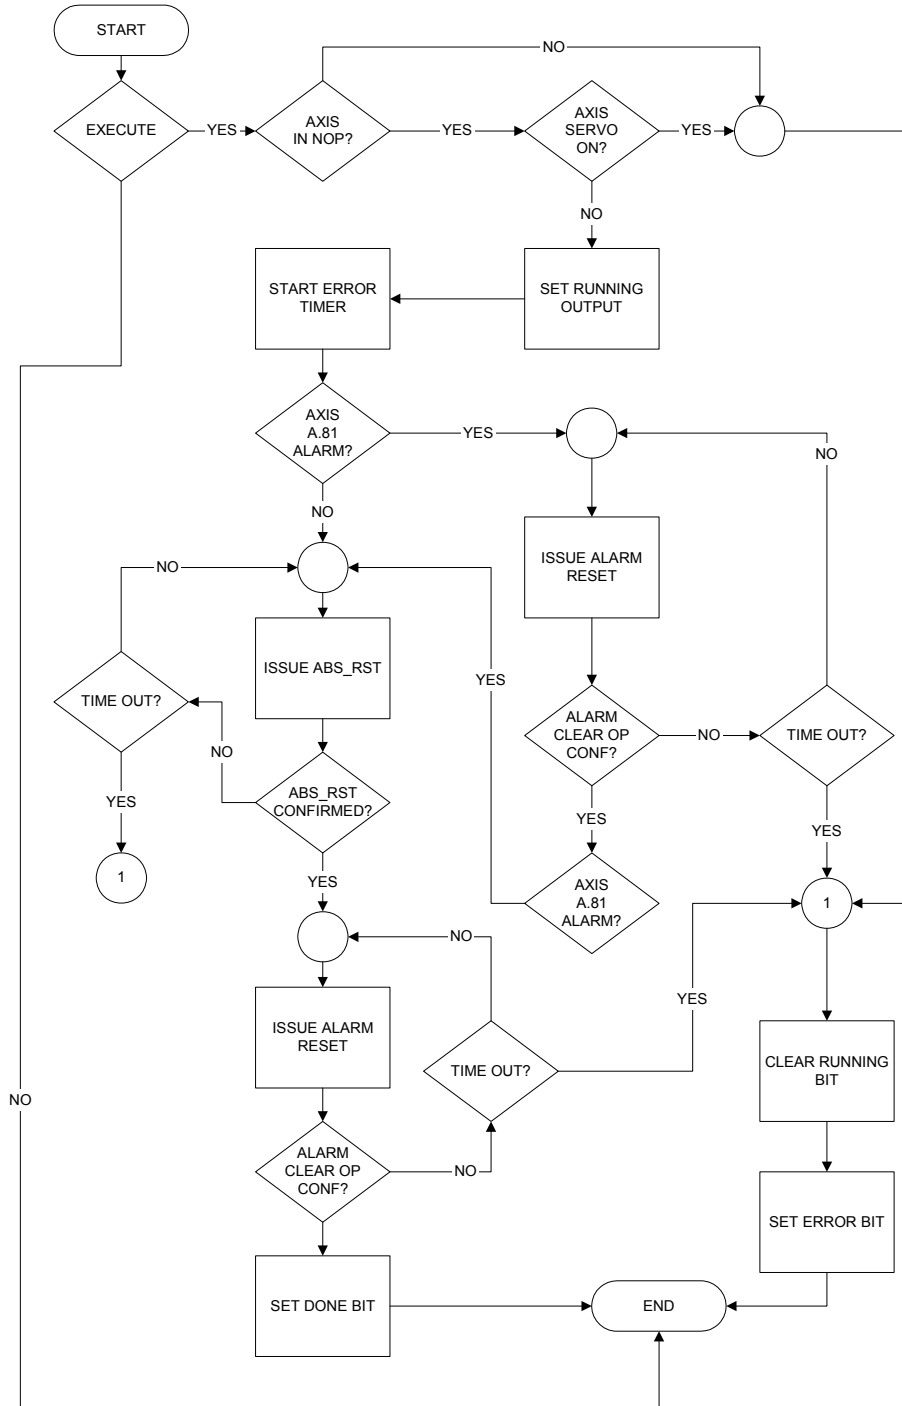 START
NO
EXECUTE
YES
AXIS
IN NOP?
YES
AXIS
SERVO
ON?
YES
NO
START ERROR
TIMER
SET RUNNING
OUTPUT
AXIS
A.81
ALARM?
YES
NO
NO
NO
ISSUE ALARM
RESET
ISSUE ABS_RST
YES
TIME OUT?
NO
ALARM
CLEAR OP
CONF?
NO
TIME OUT?
YES
ABS_RST
CONFIRMED?
YES
YES
1
YES
AXIS
A.81
ALARM?
1
NO
YES
ISSUE ALARM
RESET
TIME OUT?
CLEAR RUNNING
BIT
NO
ALARM
CLEAR OP
CONF?
NO
SET ERROR BIT
SET DONE BIT
END